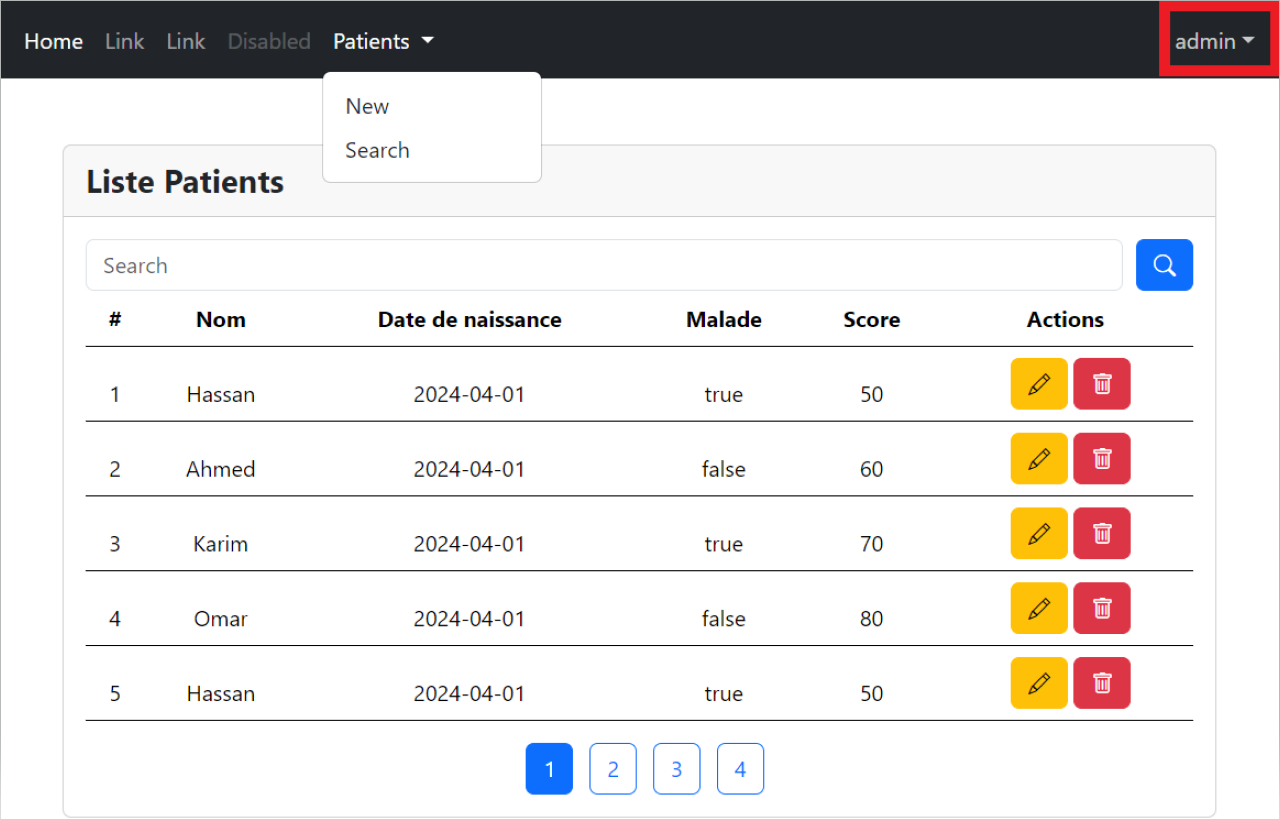 Home Link Link Disabled Patients admin
New
Search
Liste Patients
Search
# Nom Date de naissance Malade Score Actions
1 Hassan 2024-04-01 true 50
2 Ahmed 2024-04-01 false 60
3 Karim 2024-04-01 true 70
4 Omar 2024-04-01 false 80
5 Hassan 2024-04-01 true 50
1 2 3 4